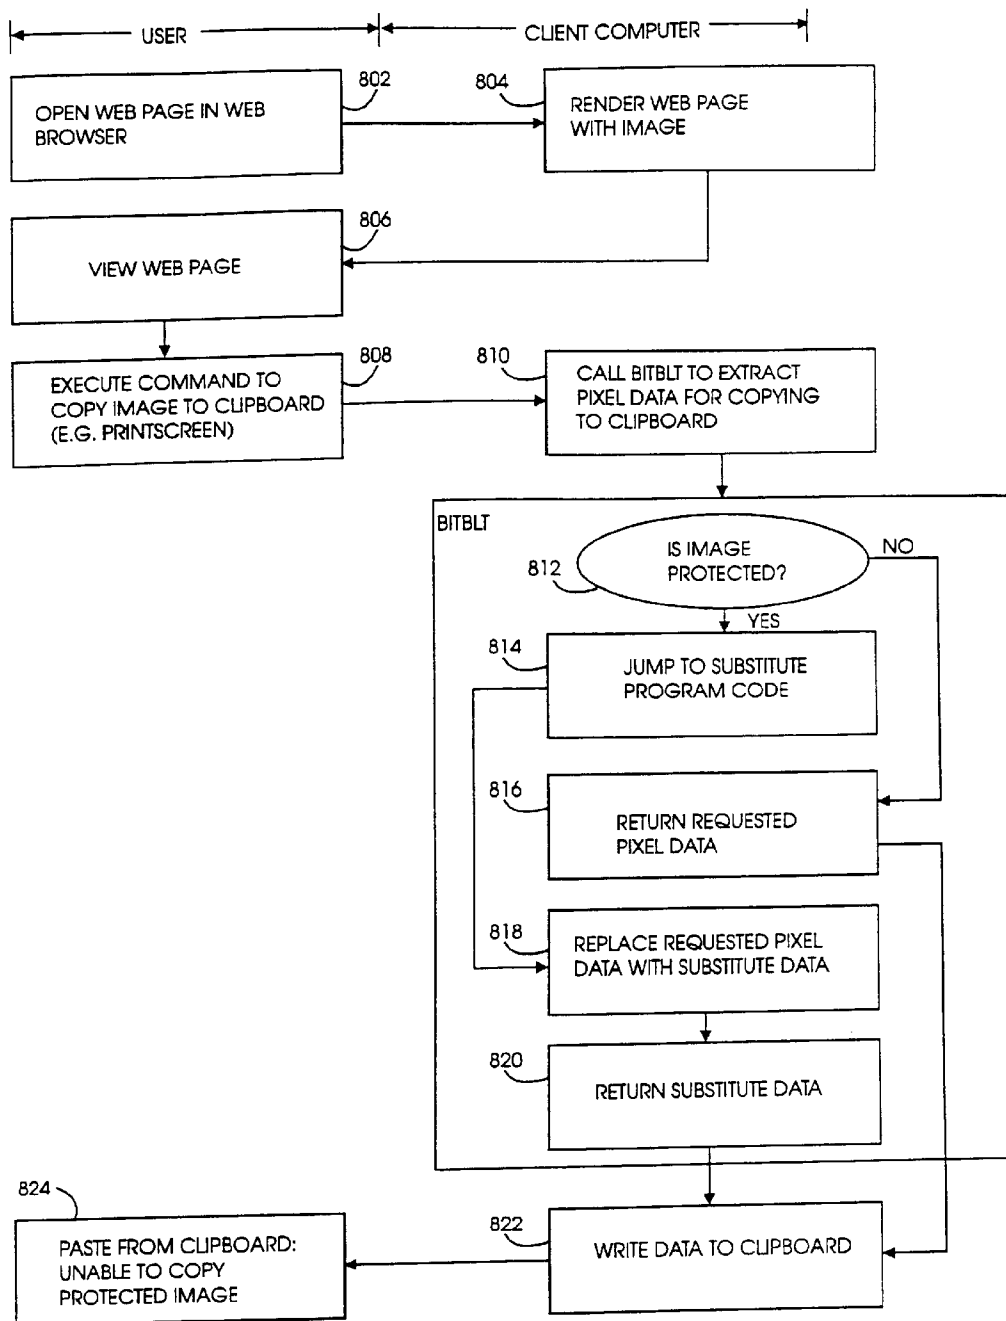 USER
CLIENT COMPUTER
802
OPEN WEB PAGE IN WEB
BROWSER
804
RENDER WEB PAGE
WITH IMAGE
806
VIEW WEB PAGE
808
EXECUTE COMMAND TO
COPY IMAGE TO CLIPBOARD
(E.G. PRINTSCREEN)
810
CALL BITBLT TO EXTRACT
PIXEL DATA FOR COPYING
TO CLIPBOARD
BITBLT
IS IMAGE
PROTECTED?
812
NO
YES
814
JUMP TO SUBSTITUTE
PROGRAM CODE
816
RETURN REQUESTED
PIXEL DATA
818
REPLACE REQUESTED PIXEL
DATA WITH SUBSTITUTE DATA
820
RETURN SUBSTITUTE DATA
822
WRITE DATA TO CLIPBOARD
824
PASTE FROM CLIPBOARD:
UNABLE TO COPY
PROTECTED IMAGE